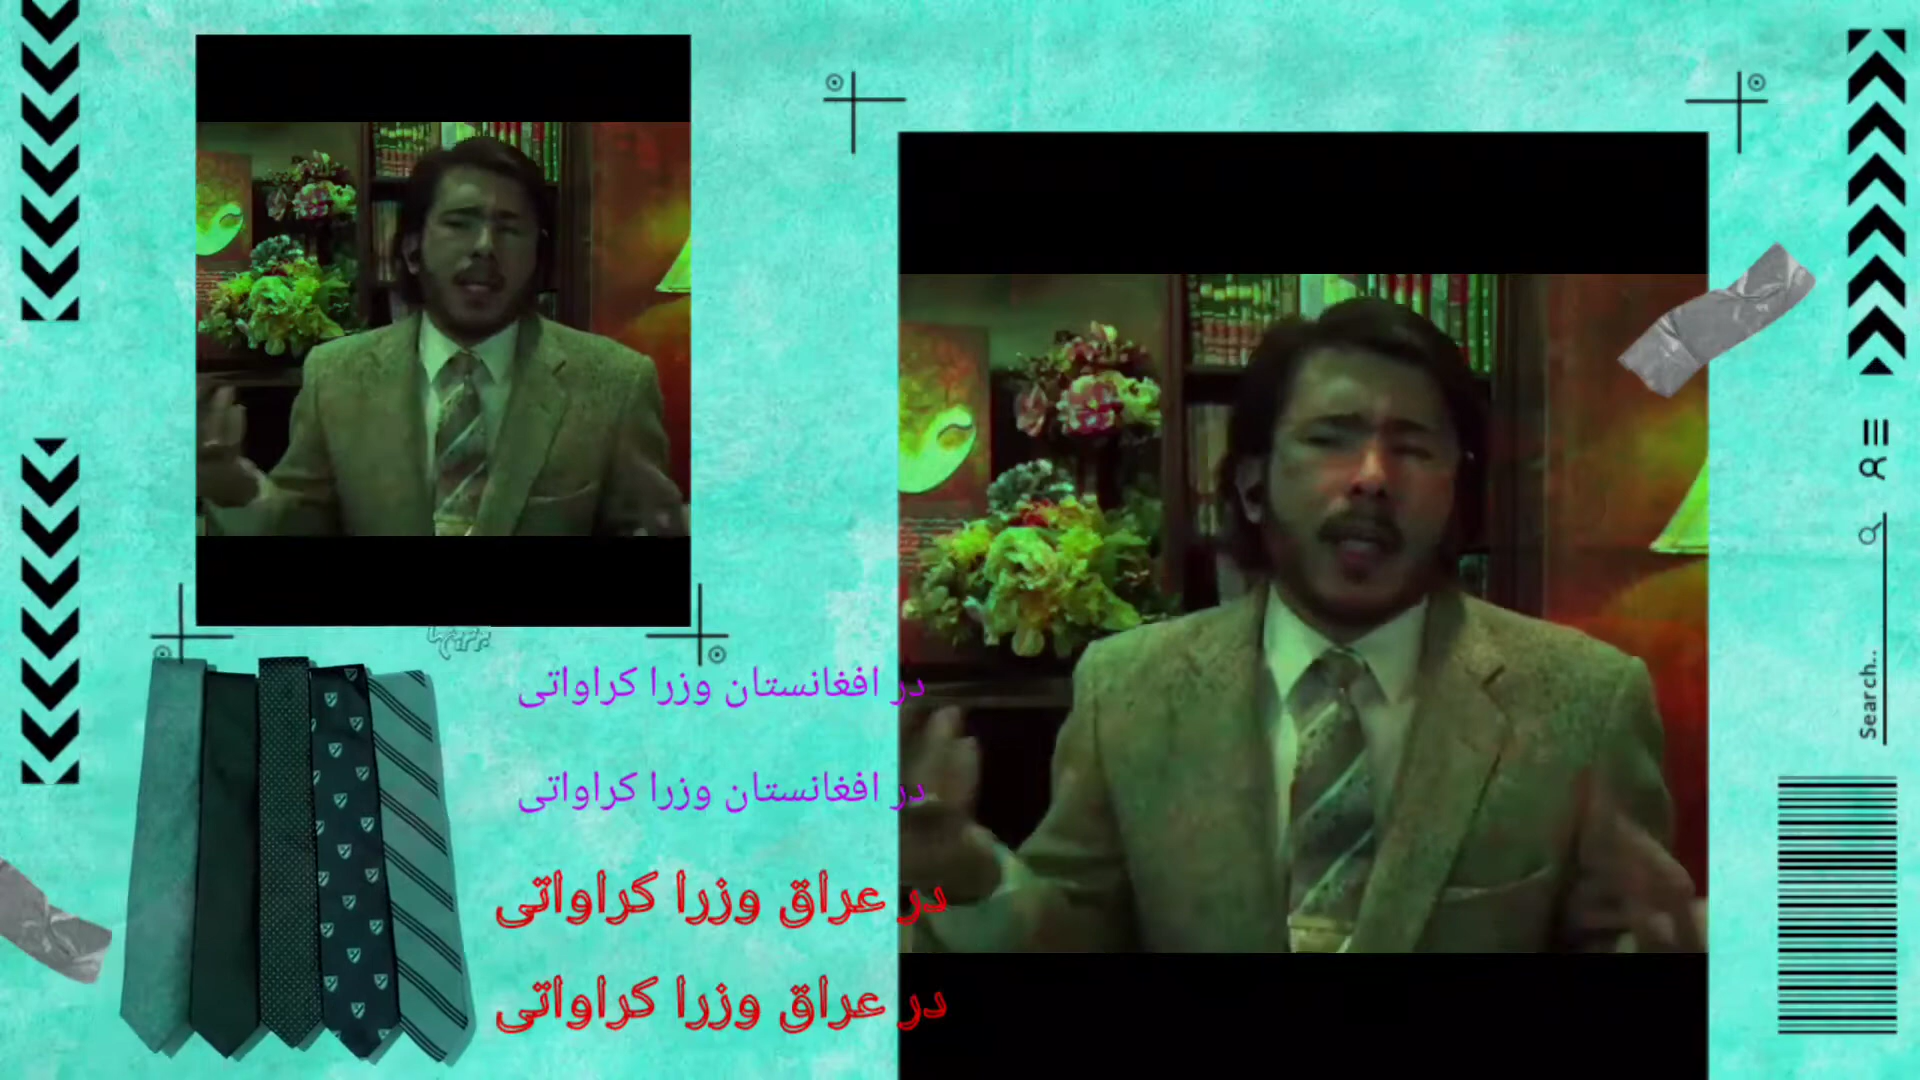 در افغانستان وزرا کراواتی
در افغانستان وزرا کراواتی
در عراق وزرا کراواتی
در عراق وزرا کراواتی
Search..